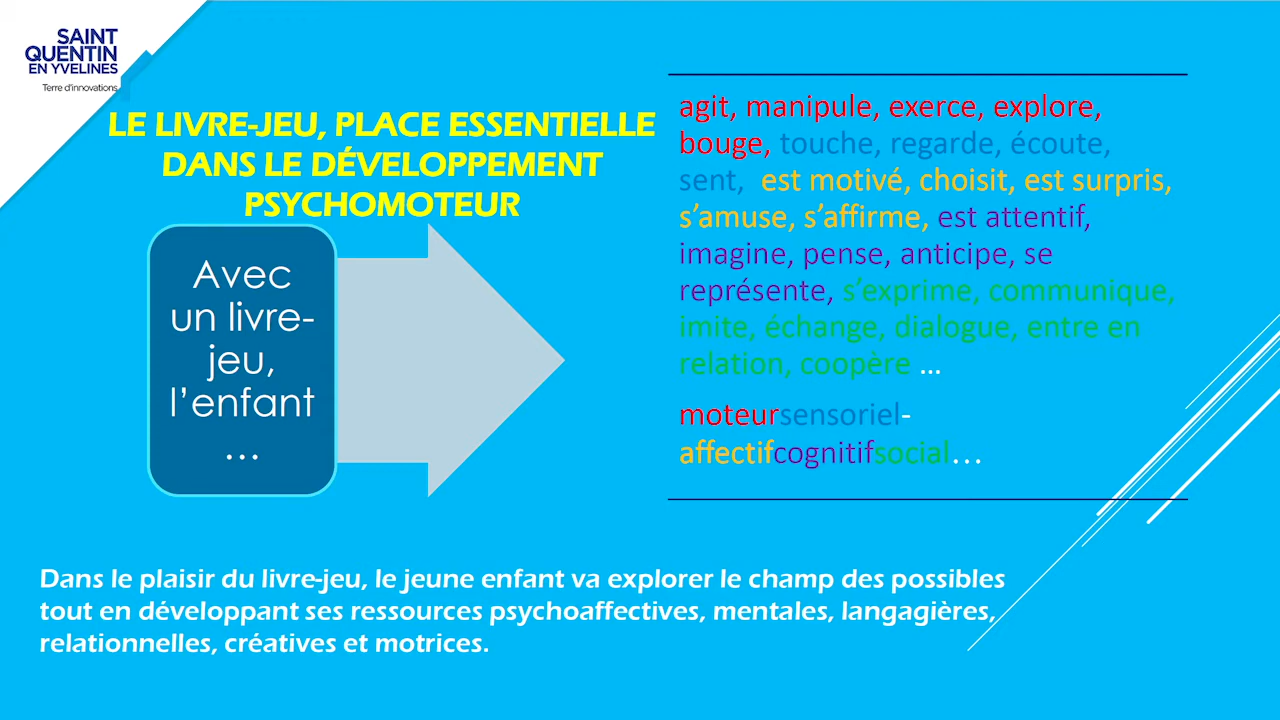 SAINT
QUENTIN
EN YVELINES
Terre d'innovations
LE LIVRE-JEU, PLACE ESSENTIELLE
DANS LE DÉVELOPPEMENT
PSYCHOMOTEUR
Avec
un livre-
jeu,
l'enfant
...
agit, manipule, exerce, explore,
bouge, touche, regarde, écoute,
sent, est motivé, choisit, est surpris,
s'amuse, s'affirme, est attentif,
imagine, pense, anticipe, se
représente, s'exprime, communique,
imite, échange, dialogue, entre en
relation, coopère ...
moteursensoriel-
affectifcognitifsocial...
Dans le plaisir du livre-jeu, le jeune enfant va explorer le champ des possibles
tout en développant ses ressources psychoaffectives, mentales, langagières,
relationnelles, créatives et motrices.